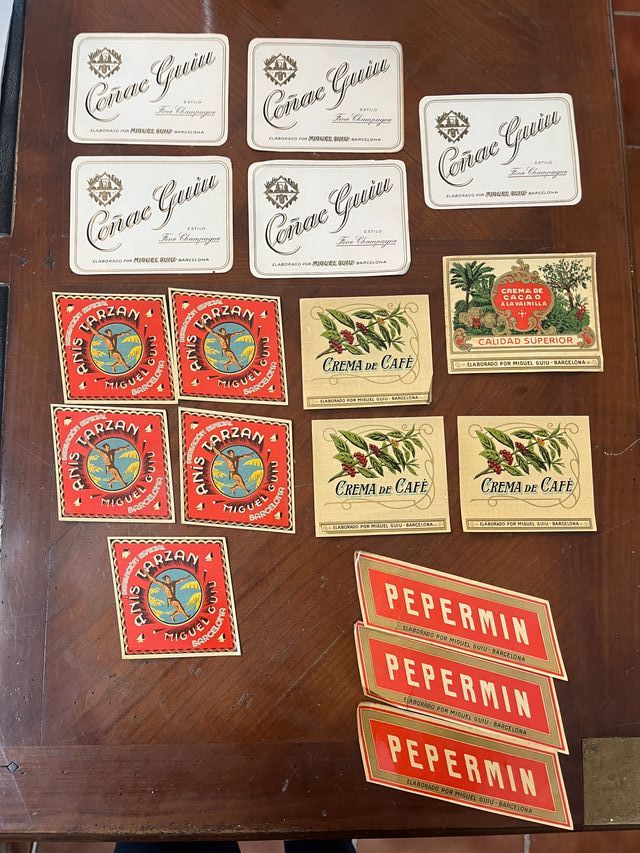 Coñac Guiu
ESTILO
Fine Champagne
ELABORADO POR MIGUEL GUIU BARCELONA
Coñac Guiu
ESTILO
Fine Champagne
ELABORADO POR MIGUEL GUIU BARCELONA
Coñac Guiu
ESTILO
Fine Champagne
ELABORADO POR MIGUEL GUIU BARCELONA
Coñac Guiu
ESTILO
Fine Champagne
ELABORADO POR MIGUEL GUIU BARCELONA
Coñac Guiu
ESTILO
Fine Champagne
ELABORADO POR MIGUEL GUIU BARCELONA
CREMA DE
CACAO
A LA VAINILLA
CALIDAD SUPERIOR
ELABORADO POR MIGUEL GUIU - BARCELONA
ESPECIAL
ANIS TARZAN
MIGUEL GUIU
BARCELONA
ESPECIAL
ANIS TARZAN
MIGUEL GUIU
BARCELONA
CREMA DE CAFÉ
ELABORADO POR MIGUEL GUIU - BARCELONA
ESPECIAL
ANIS TARZAN
MIGUEL GUIU
BARCELONA
ESPECIAL
ANIS TARZAN
MIGUEL GUIU
BARCELONA
CREMA DE CAFÉ
ELABORADO POR MIGUEL GUIU - BARCELONA
CREMA DE CAFÉ
ELABORADO POR MIGUEL GUIU - BARCELONA
ESPECIAL
ANIS TARZAN
MIGUEL GUIU
BARCELONA
PEPERMIN
ELABORADO POR MIGUEL GUIU - BARCELONA
PEPERMIN
ELABORADO POR MIGUEL GUIU - BARCELONA
PEPERMIN
ELABORADO POR MIGUEL GUIU - BARCELONA